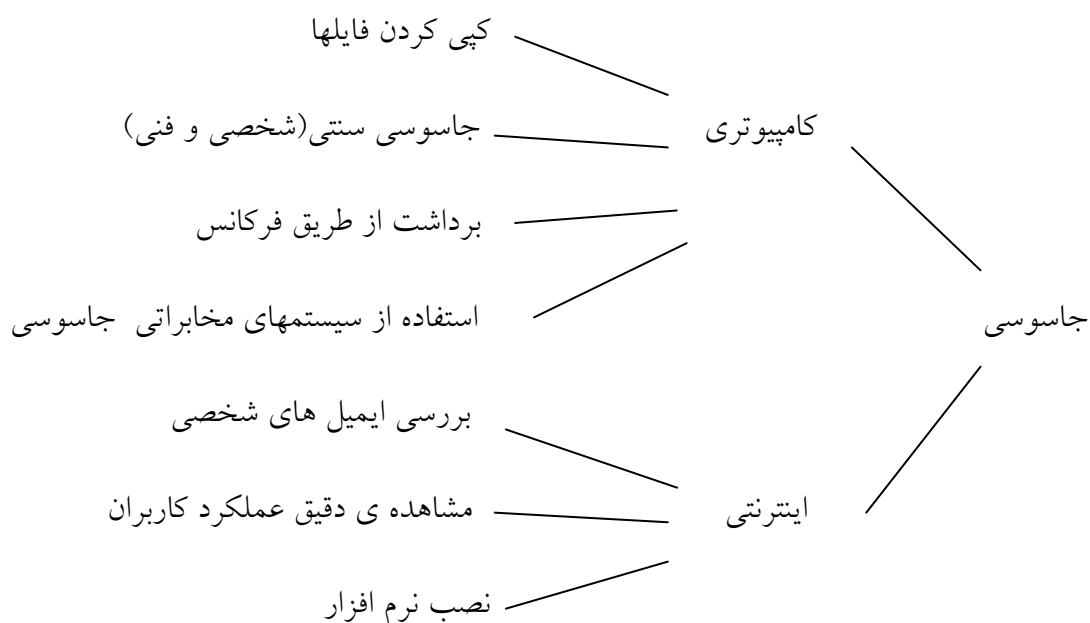 کپی کردن فایلها
جاسوسی سنتی(شخصی و فنی)
کامپیوتری
برداشت از طریق فرکانس
استفاده از سیستمهای مخابراتی جاسوسی
جاسوسی
بررسی ایمیل های شخصی
اینترنتی
مشاهده ی دقیق عملکرد کاربران
نصب نرم افزار